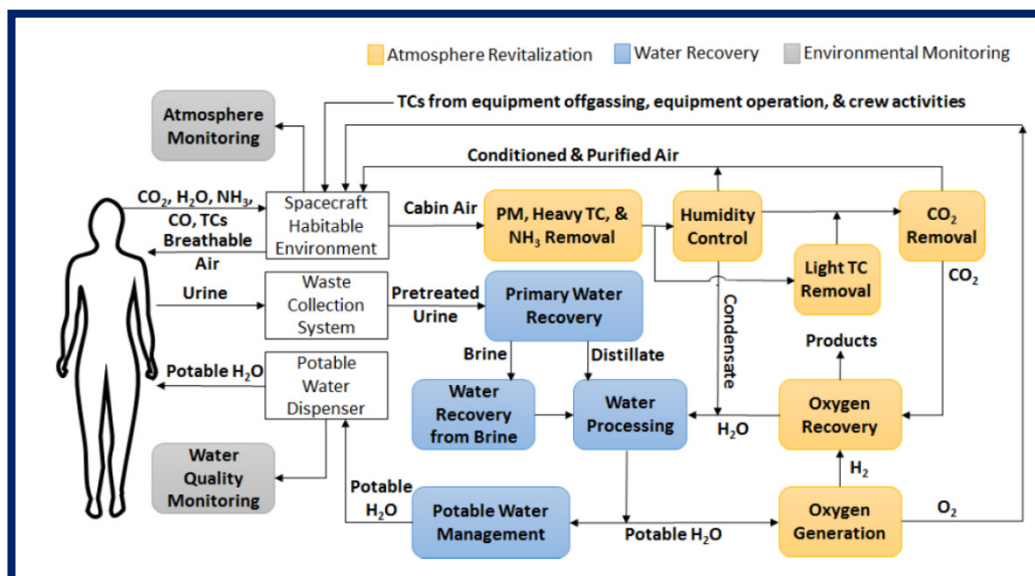 Atmosphere Revitalization
Water Recovery
Environmental Monitoring
TCs from equipment offgassing, equipment operation, & crew activities
Atmosphere
Monitoring
Conditioned & Purified Air
CO₂, H₂O, NH₃,
CO, TCs
Breathable
Air
Spacecraft
Habitable
Environment
Cabin Air
PM, Heavy TC, &
NH₃ Removal
Humidity
Control
CO₂
Removal
Light TC
Removal
CO₂
Urine
Waste
Collection
System
Pretreated
Urine
Primary Water
Recovery
Condensate
Products
Brine
Distillate
Potable H₂O
Potable
Water
Dispenser
Water
Recovery
from Brine
Water
Processing
H₂O
Oxygen
Recovery
H₂
Water
Quality
Monitoring
Potable
H₂O
Potable Water
Management
Potable H₂O
Oxygen
Generation
O₂